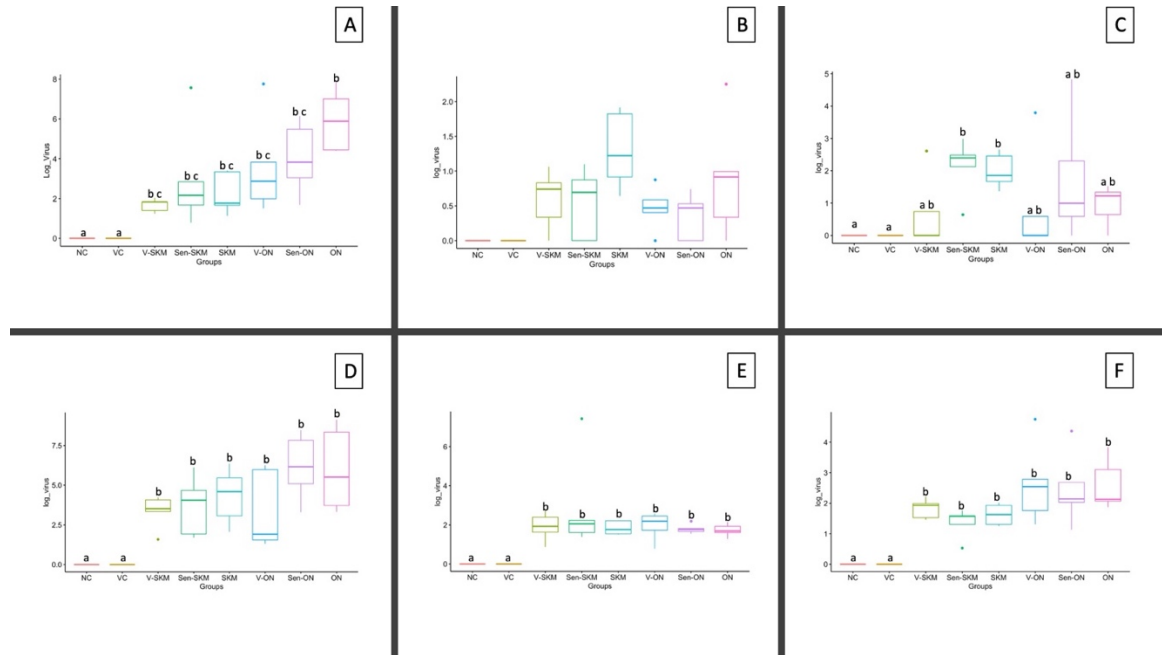 A
8
6
4
2
0
Log_Virus
b c
b c
b c
b c
b c
b
a
a
NC VC V-SKM Sen-SKM SKM V-ON Sen-ON ON
Groups
B
2.0
1.5
1.0
0.5
0.0
log_virus
NC VC V-SKM Sen-SKM SKM V-ON Sen-ON ON
Groups
C
5
4
3
2
1
0
log_virus
a b
b
b
a b
a b
a b
a
a
NC VC V-SKM Sen-SKM SKM V-ON Sen-ON ON
Groups
D
7.5
5.0
2.5
0.0
log_virus
b
b
b
b
b
b
a
a
NC VC V-SKM Sen-SKM SKM V-ON Sen-ON ON
Groups
E
6
4
2
0
log_virus
b
b
b
b
b
b
a
a
NC VC V-SKM Sen-SKM SKM V-ON Sen-ON ON
Groups
F
4
3
2
1
0
log_virus
b
b
b
b
b
b
a
a
NC VC V-SKM Sen-SKM SKM V-ON Sen-ON ON
Groups